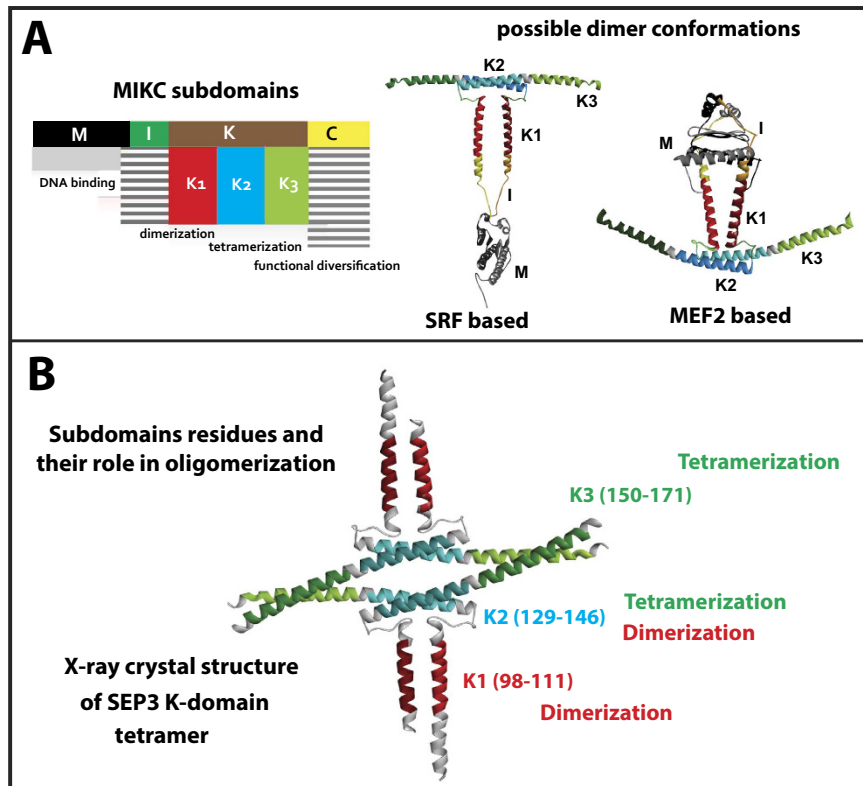 A
possible dimer conformations
MIKC subdomains
M I K C
K1 K2 K3
DNA binding
dimerization
tetramerization
functional diversification
K2
K3
K1
I
M
SRF based
I
M
K1
K3
K2
MEF2 based
B
Subdomains residues and
their role in oligomerization
Tetramerization
K3 (150-171)
K2 (129-146)
Tetramerization
Dimerization
X-ray crystal structure
of SEP3 K-domain
tetramer
K1 (98-111)
Dimerization